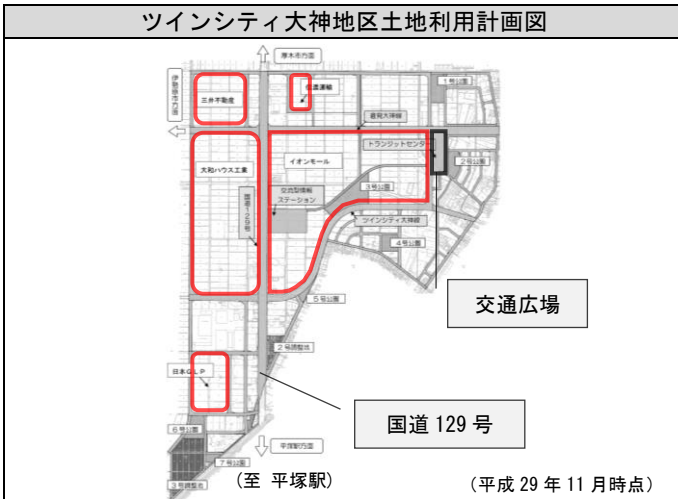 ツインシティ大神地区土地利用計画図
厚木市方面
伊勢原市方面
三井不動産
1号公園
トランジットセンター
大和ハウス工業
イオンモール
2号公園
3号公園
交流型情報
ステーション
国道129号
ツインシティ大神線
4号公園
5号公園
交通広場
2号調整池
日本GLP
国道129号
6号公園
平塚駅方面
7号公園
3号調整池
(至 平塚駅)
(平成29年11月時点)